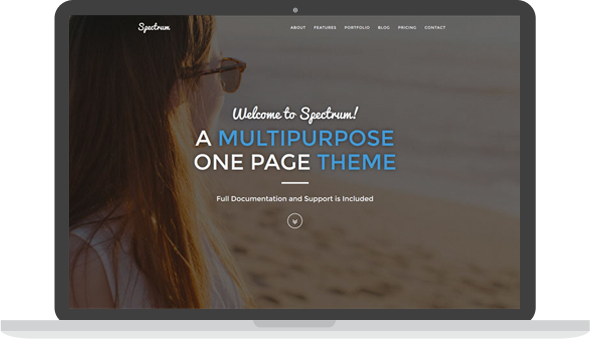 Spectrum
ABOUT FEATURES PORTFOLIO BLOG PRICING CONTACT
Welcome to Spectrum!
A MULTIPURPOSE
ONE PAGE THEME
Full Documentation and Support is Included